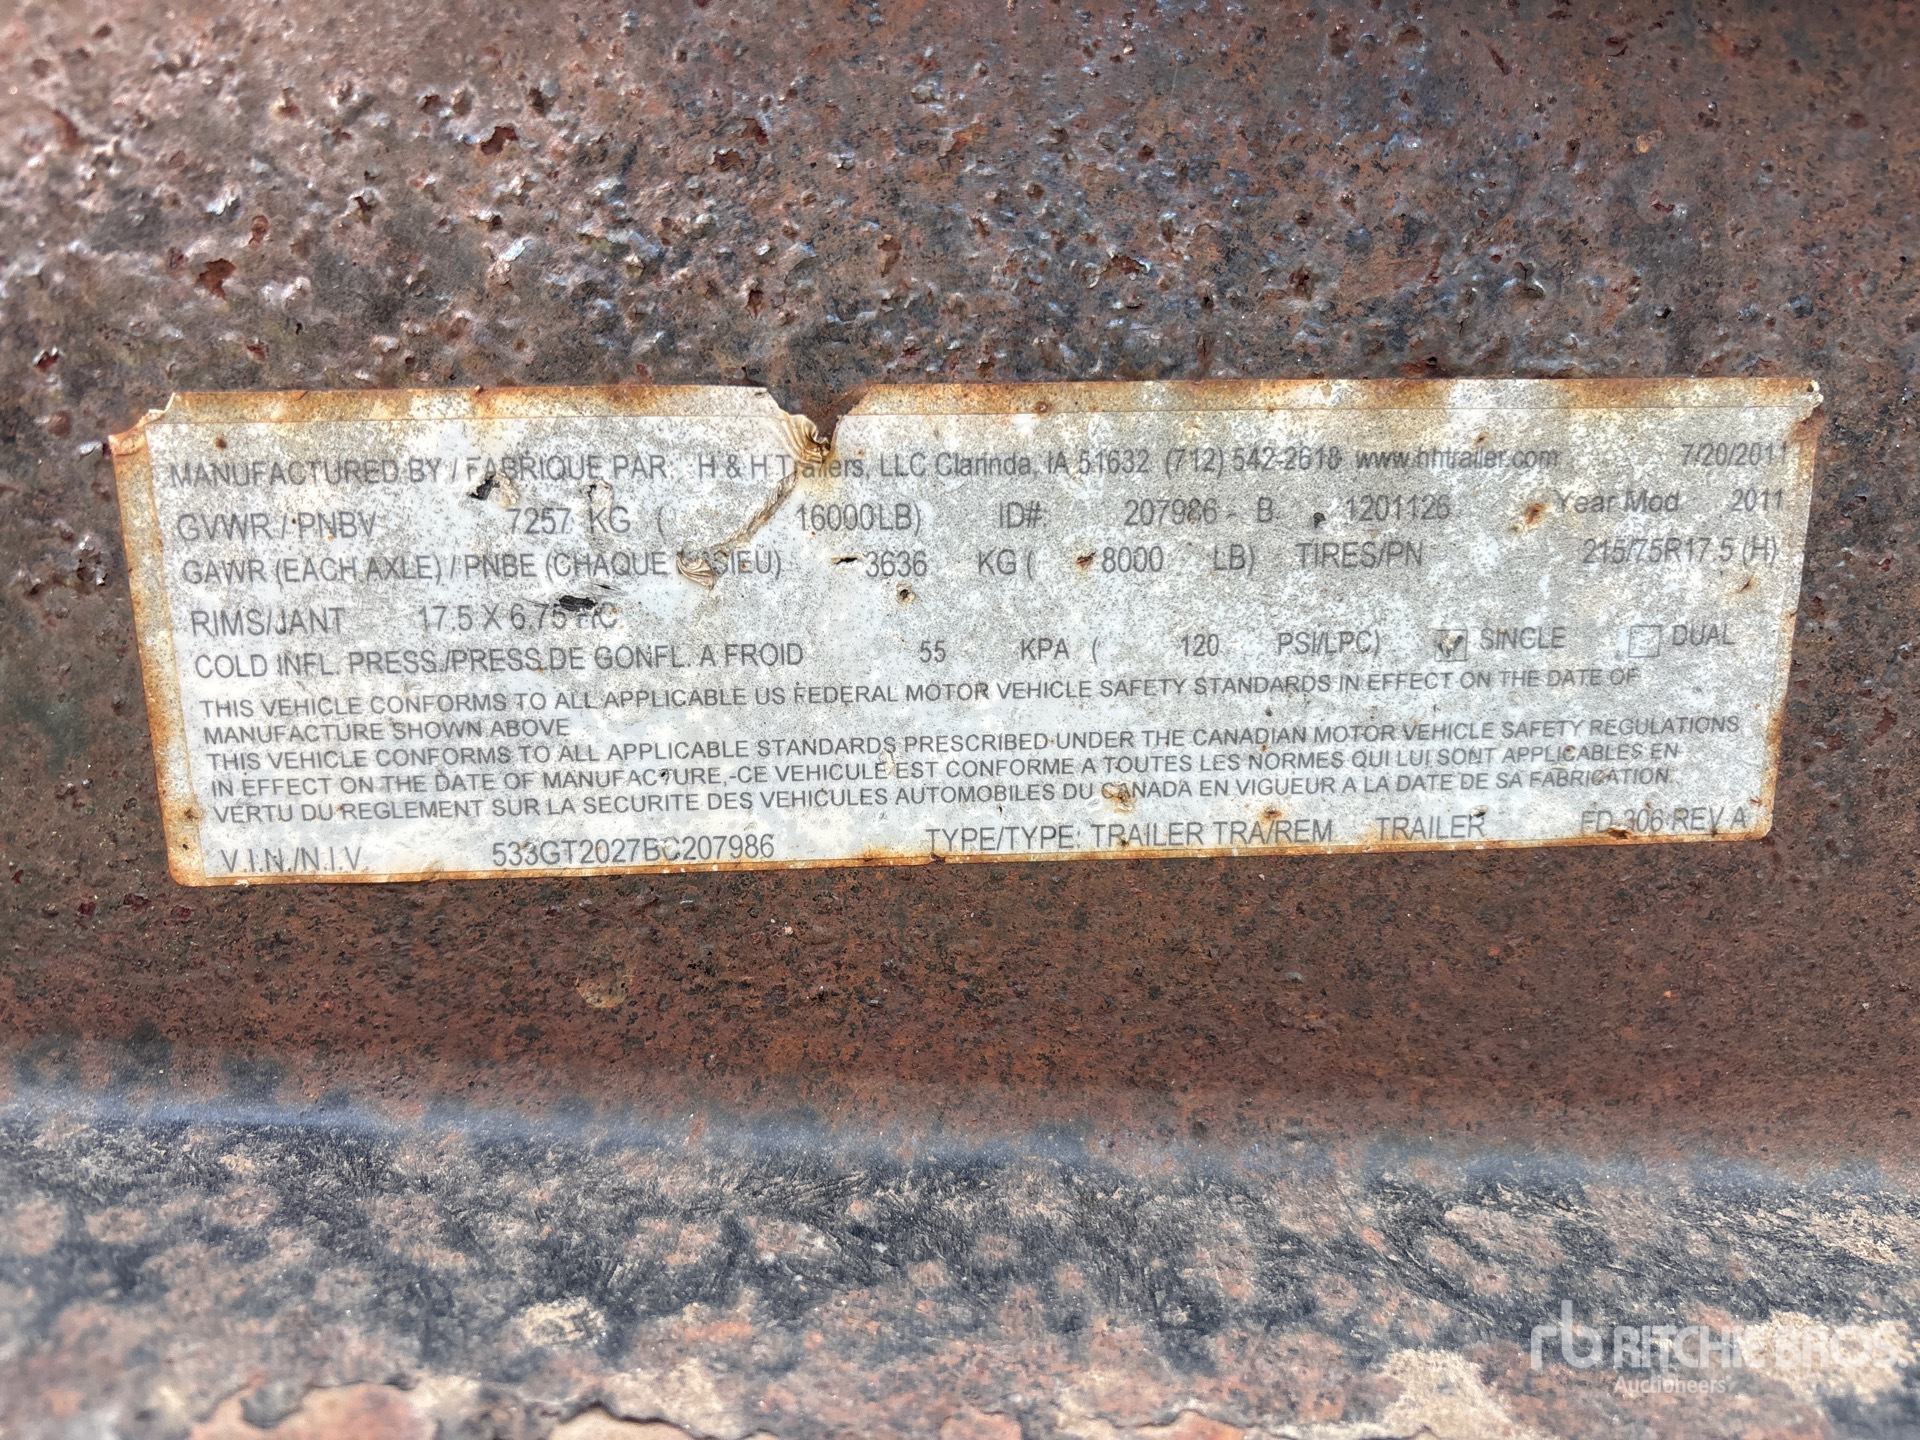 MANUFACTURED BY / FABRIQUE PAR: H & H Trailers, LLC Clarinda, IA 51632 (712) 542-2618 www.hhtrailer.com 7/20/2011
GVWR / PNBV 7257 KG ( 16000LB) ID# 207986 - B 1201126 Year Mod 2011
GAWR (EACH AXLE) / PNBE (CHAQUE SIEU) 3636 KG ( 8000 LB) TIRES/PN 215/75R17.5 (H)
RIMS/JANT 17.5 X 6.75 HC
COLD INFL. PRESS./PRESS.DE GONFL. A FROID 55 KPA ( 120 PSI/LPC) SINGLE DUAL
THIS VEHICLE CONFORMS TO ALL APPLICABLE US FEDERAL MOTOR VEHICLE SAFETY STANDARDS IN EFFECT ON THE DATE OF
MANUFACTURE SHOWN ABOVE
THIS VEHICLE CONFORMS TO ALL APPLICABLE STANDARDS PRESCRIBED UNDER THE CANADIAN MOTOR VEHICLE SAFETY REGULATIONS
IN EFFECT ON THE DATE OF MANUFACTURE,-CE VEHICULE EST CONFORME A TOUTES LES NORMES QUI LUI SONT APPLICABLES EN
VERTU DU REGLEMENT SUR LA SECURITE DES VEHICULES AUTOMOBILES DU CANADA EN VIGUEUR A LA DATE DE SA FABRICATION.
V.I.N./N.I.V. 533GT2027BC207986 TYPE/TYPE: TRAILER TRA/REM TRAILER FD-306 REV A
rb RITCHIE BROS.
Auctioneers